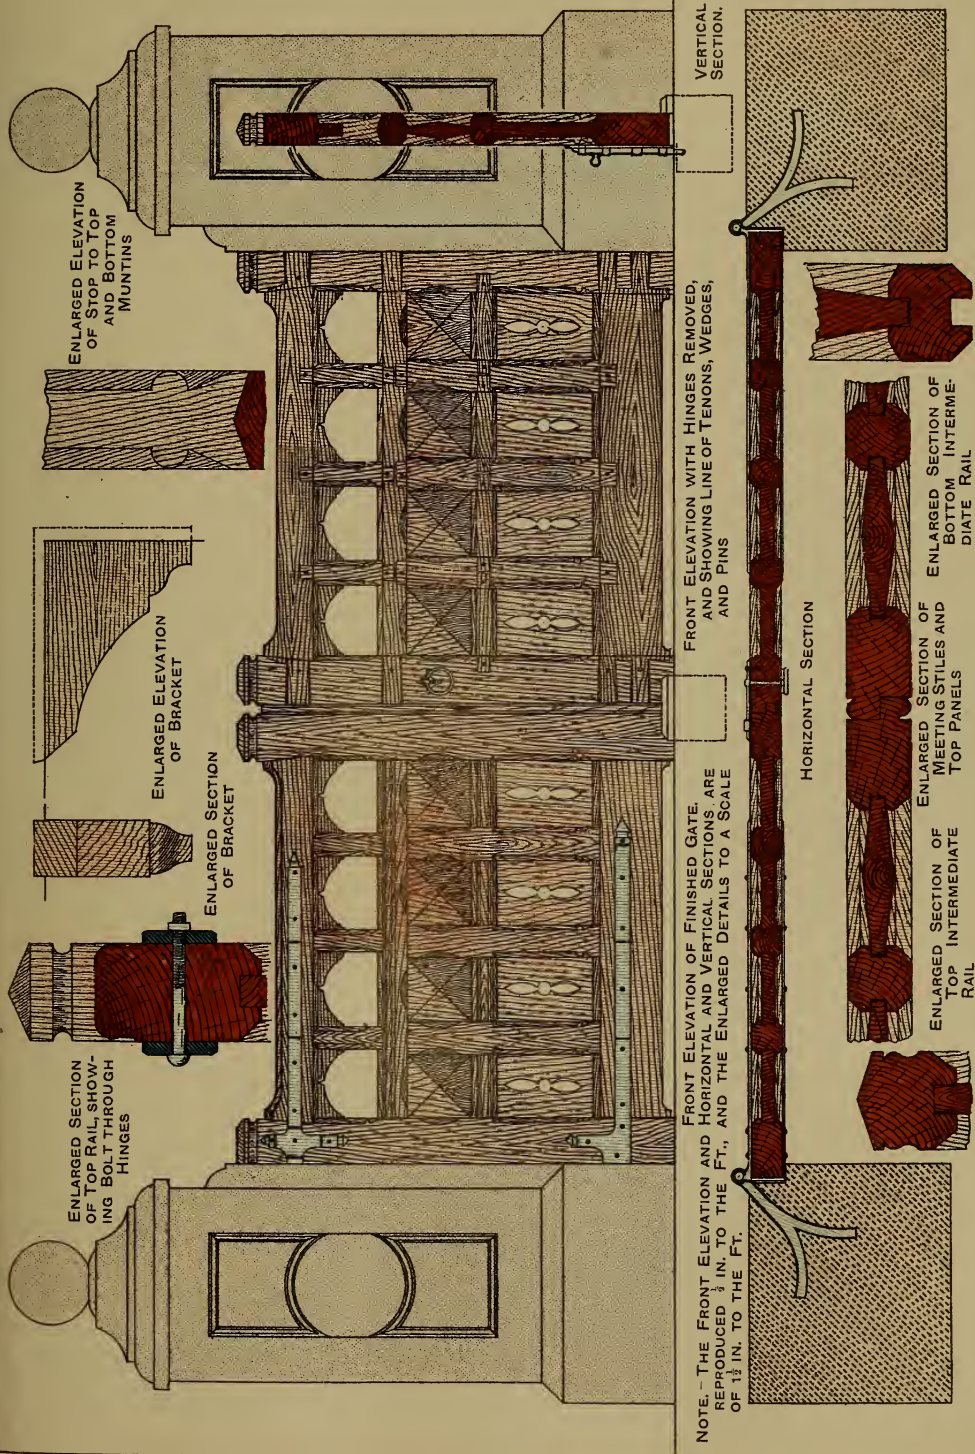 ENLARGED SECTION
OF TOP RAIL, SHOW-
ING BOLT THROUGH
HINGES
ENLARGED SECTION
OF BRACKET
ENLARGED ELEVATION
OF BRACKET
ENLARGED ELEVATION
OF STOP TO TOP
AND BOTTOM
MUNTINS
FRONT ELEVATION OF FINISHED GATE.
FRONT ELEVATION WITH HINGES REMOVED,
AND SHOWING LINE OF TENONS, WEDGES,
AND PINS
VERTICAL
SECTION.
NOTE. – THE FRONT ELEVATION AND HORIZONTAL AND VERTICAL SECTIONS ARE
REPRODUCED IN. TO THE FT., AND THE ENLARGED DETAILS TO A SCALE
OF 1½ IN. TO THE FT.
HORIZONTAL SECTION
ENLARGED SECTION OF
TOP INTERMEDIATE
RAIL
ENLARGED SECTION OF
MEETING STILES AND
TOP PANELS
ENLARGED SECTION OF
BOTTOM INTERME-
DIATE RAIL